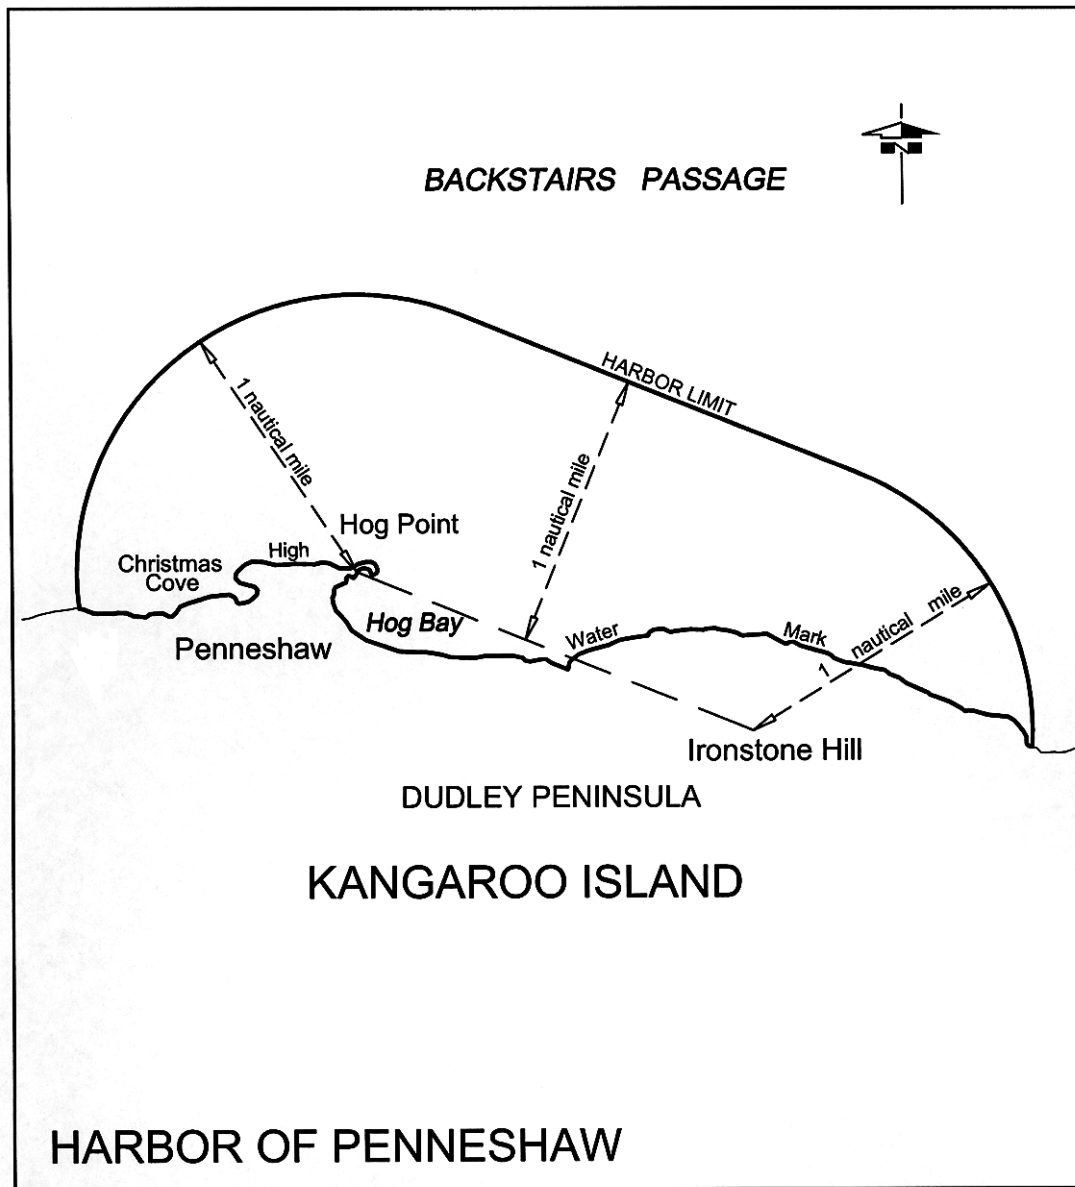 BACKSTAIRS PASSAGE
N
HARBOR LIMIT
1 nautical mile
1 nautical mile
Hog Point
High
Christmas
Cove
Hog Bay
Penneshaw
Water
Mark
1 nautical mile
Ironstone Hill
DUDLEY PENINSULA
KANGAROO ISLAND
HARBOR OF PENNESHAW